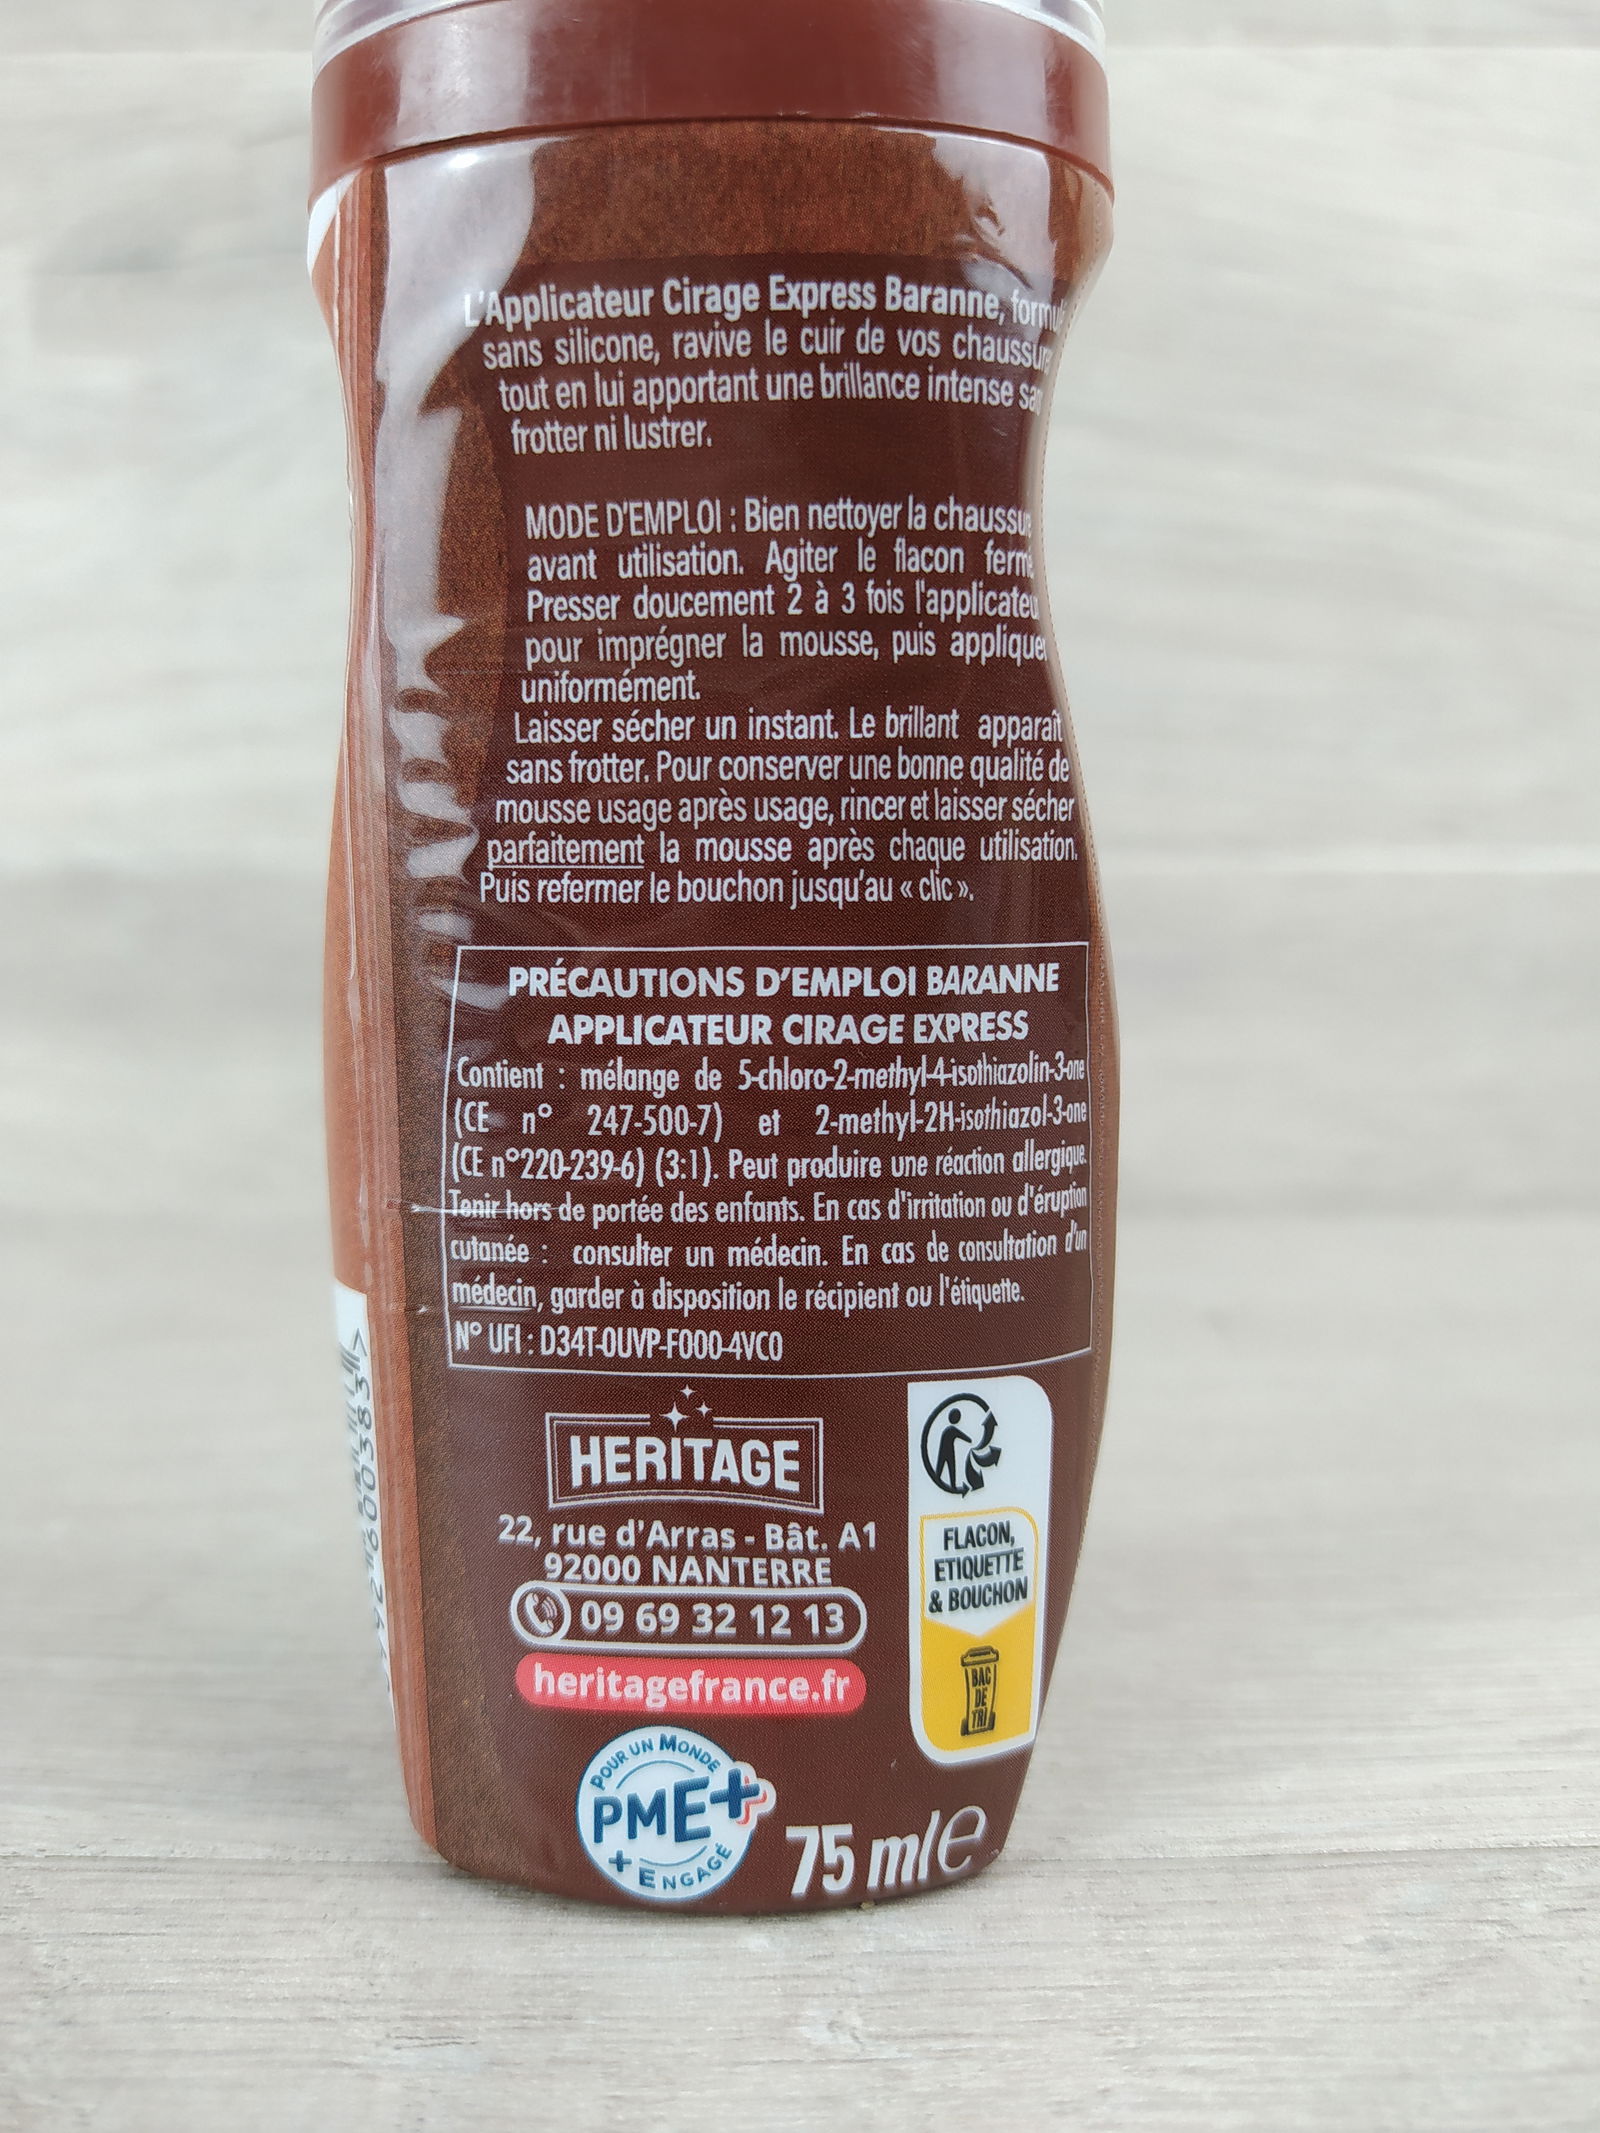 L'Applicateur Cirage Express Baranne,
sans silicone, ravive le cuir de vos
tout en lui apportant une brillance intense
frotter ni lustrer.
MODE D'EMPLOI : Bien nettoyer la
avant utilisation. Agiter le flacon
Presser doucement 2 à 3 fois
pour imprégner la mousse, puis appliquer
uniformément.
Laisser sécher un instant. Le brillant apparaît
sans frotter. Pour conserver une bonne qualité de
mousse usage après usage, rincer et laisser sécher
parfaitement la mousse après chaque utilisation.
Puis refermer le bouchon jusqu'au « clic ».
PRÉCAUTIONS D'EMPLOI BARANNE
APPLICATEUR CIRAGE EXPRESS
Contient : mélange de 5-chloro-2-methyl-4-isothiazolin-3-one
(CE n° 247-500-7) et 2-methyl-2H-isothiazol-3-one
(CE n°220-239-6) (3:1). Peut produire une réaction allergique.
Tenir hors de portée des enfants. En cas d'irritation ou d'éruption
cutanée : consulter un médecin. En cas de consultation d'un
médecin, garder à disposition le récipient ou l'étiquette.
N° UFI : D34T-0UVP-F000-4VC0
HERITAGE
22, rue d'Arras - Bât. A1
92000 NANTERRE
09 69 32 12 13
heritagefrance.fr
FLACON,
ETIQUETTE
& BOUCHON
BAC
DE
TRI
POUR UN MONDE
PME+
+ ENGAGÉ
75 ml e